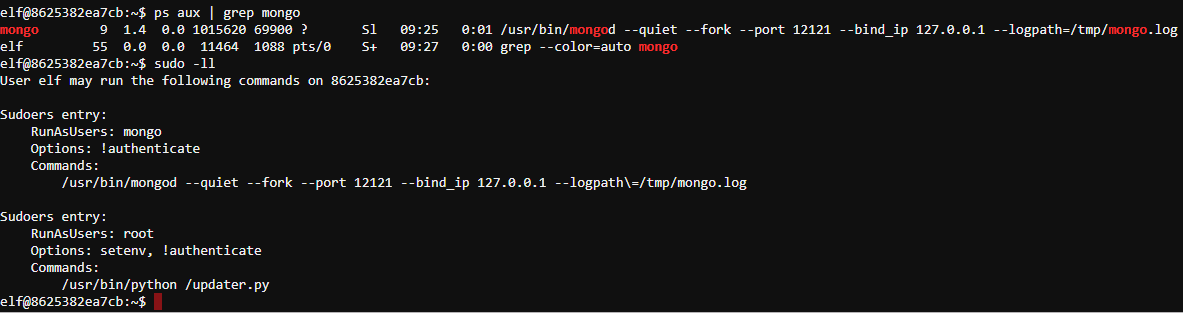 elf@8625382ea7cb:~$ ps aux | grep mongo
mongo        9  1.4  0.0 1015620 69900 ?       Sl   09:25   0:01 /usr/bin/mongod --quiet --fork --port 12121 --bind_ip 127.0.0.1 --logpath=/tmp/mongo.log
elf         55  0.0  0.0  11464  1088 pts/0    S+   09:27   0:00 grep --color=auto mongo
elf@8625382ea7cb:~$ sudo -ll
User elf may run the following commands on 8625382ea7cb:

Sudoers entry:
    RunAsUsers: mongo
    Options: !authenticate
    Commands:
        /usr/bin/mongod --quiet --fork --port 12121 --bind_ip 127.0.0.1 --logpath\=/tmp/mongo.log

Sudoers entry:
    RunAsUsers: root
    Options: setenv, !authenticate
    Commands:
        /usr/bin/python /updater.py
elf@8625382ea7cb:~$